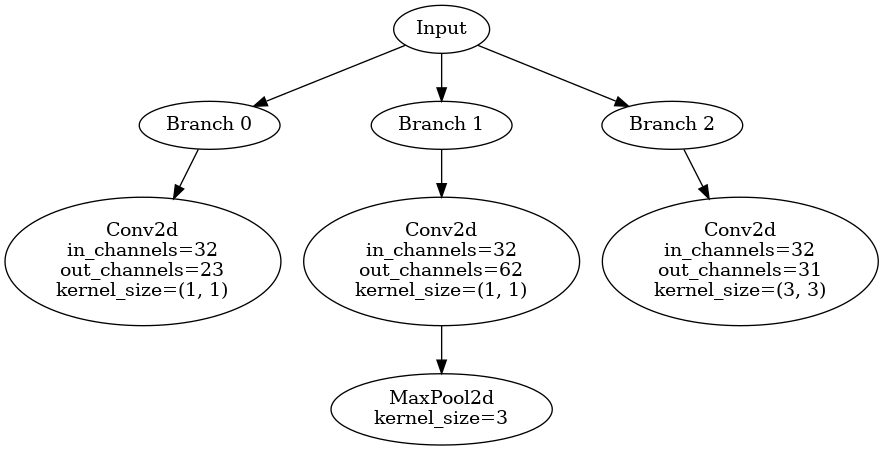 Input
Branch 0
Branch 1
Branch 2
Conv2d
in_channels=32
out_channels=23
kernel_size=(1, 1)
Conv2d
in_channels=32
out_channels=62
kernel_size=(1, 1)
Conv2d
in_channels=32
out_channels=31
kernel_size=(3, 3)
MaxPool2d
kernel_size=3